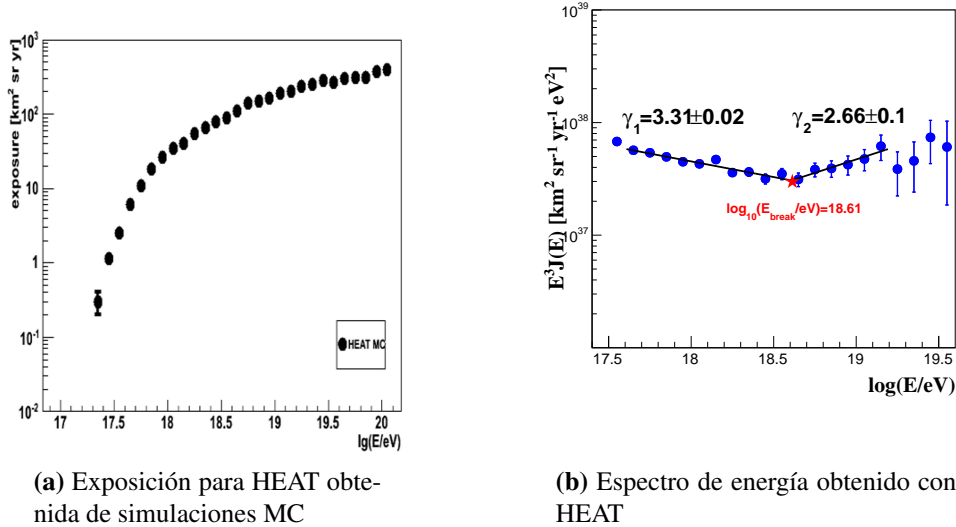 exposure [km² sr yr]
10³
10²
10
1
10⁻¹
10⁻²
HEAT MC
17 17.5 18 18.5 19 19.5 20
lg(E/eV)
(a) Exposición para HEAT obte-
nida de simulaciones MC
E³J(E) [km² sr⁻¹ yr⁻¹ eV²]
10³⁹
10³⁸
10³⁷
γ₁=3.31±0.02
γ₂=2.66±0.1
log₁₀(E_break/eV)=18.61
17.5 18 18.5 19 19.5
log(E/eV)
(b) Espectro de energía obtenido con
HEAT